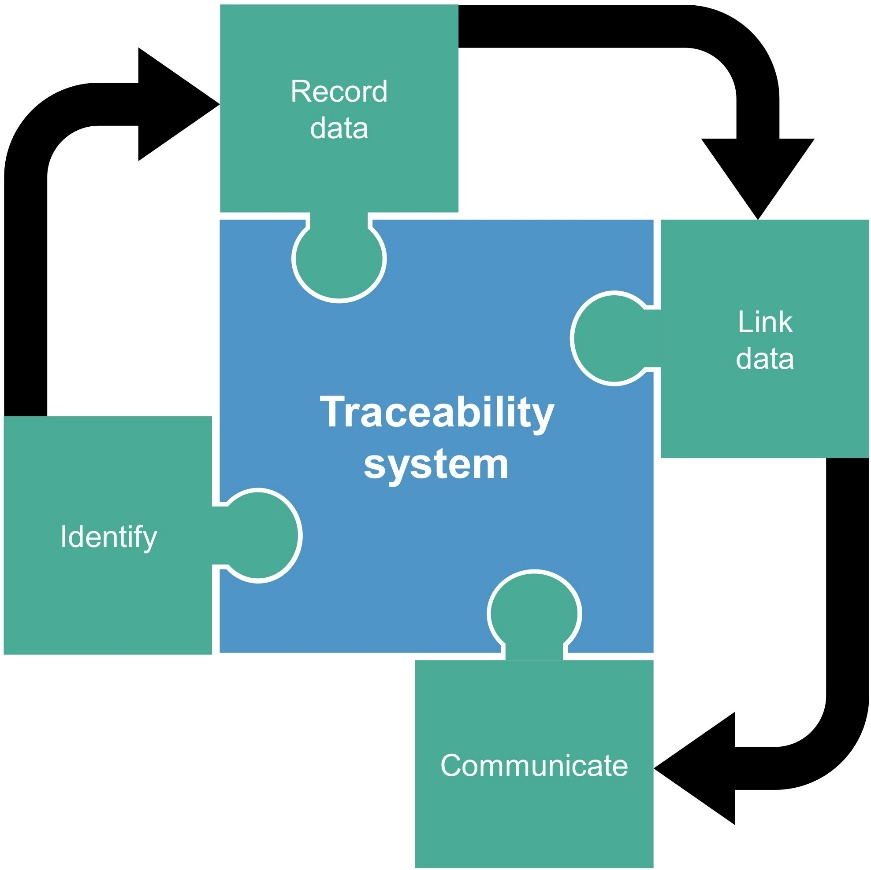 Record
data
Link
data
Traceability
system
Identify
Communicate